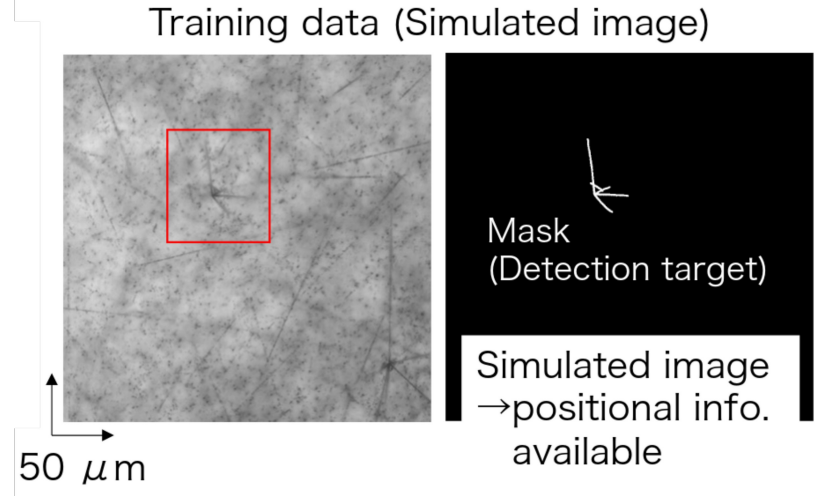 Training data (Simulated image)
Mask
(Detection target)
Simulated image
→positional info.
available
50 μm